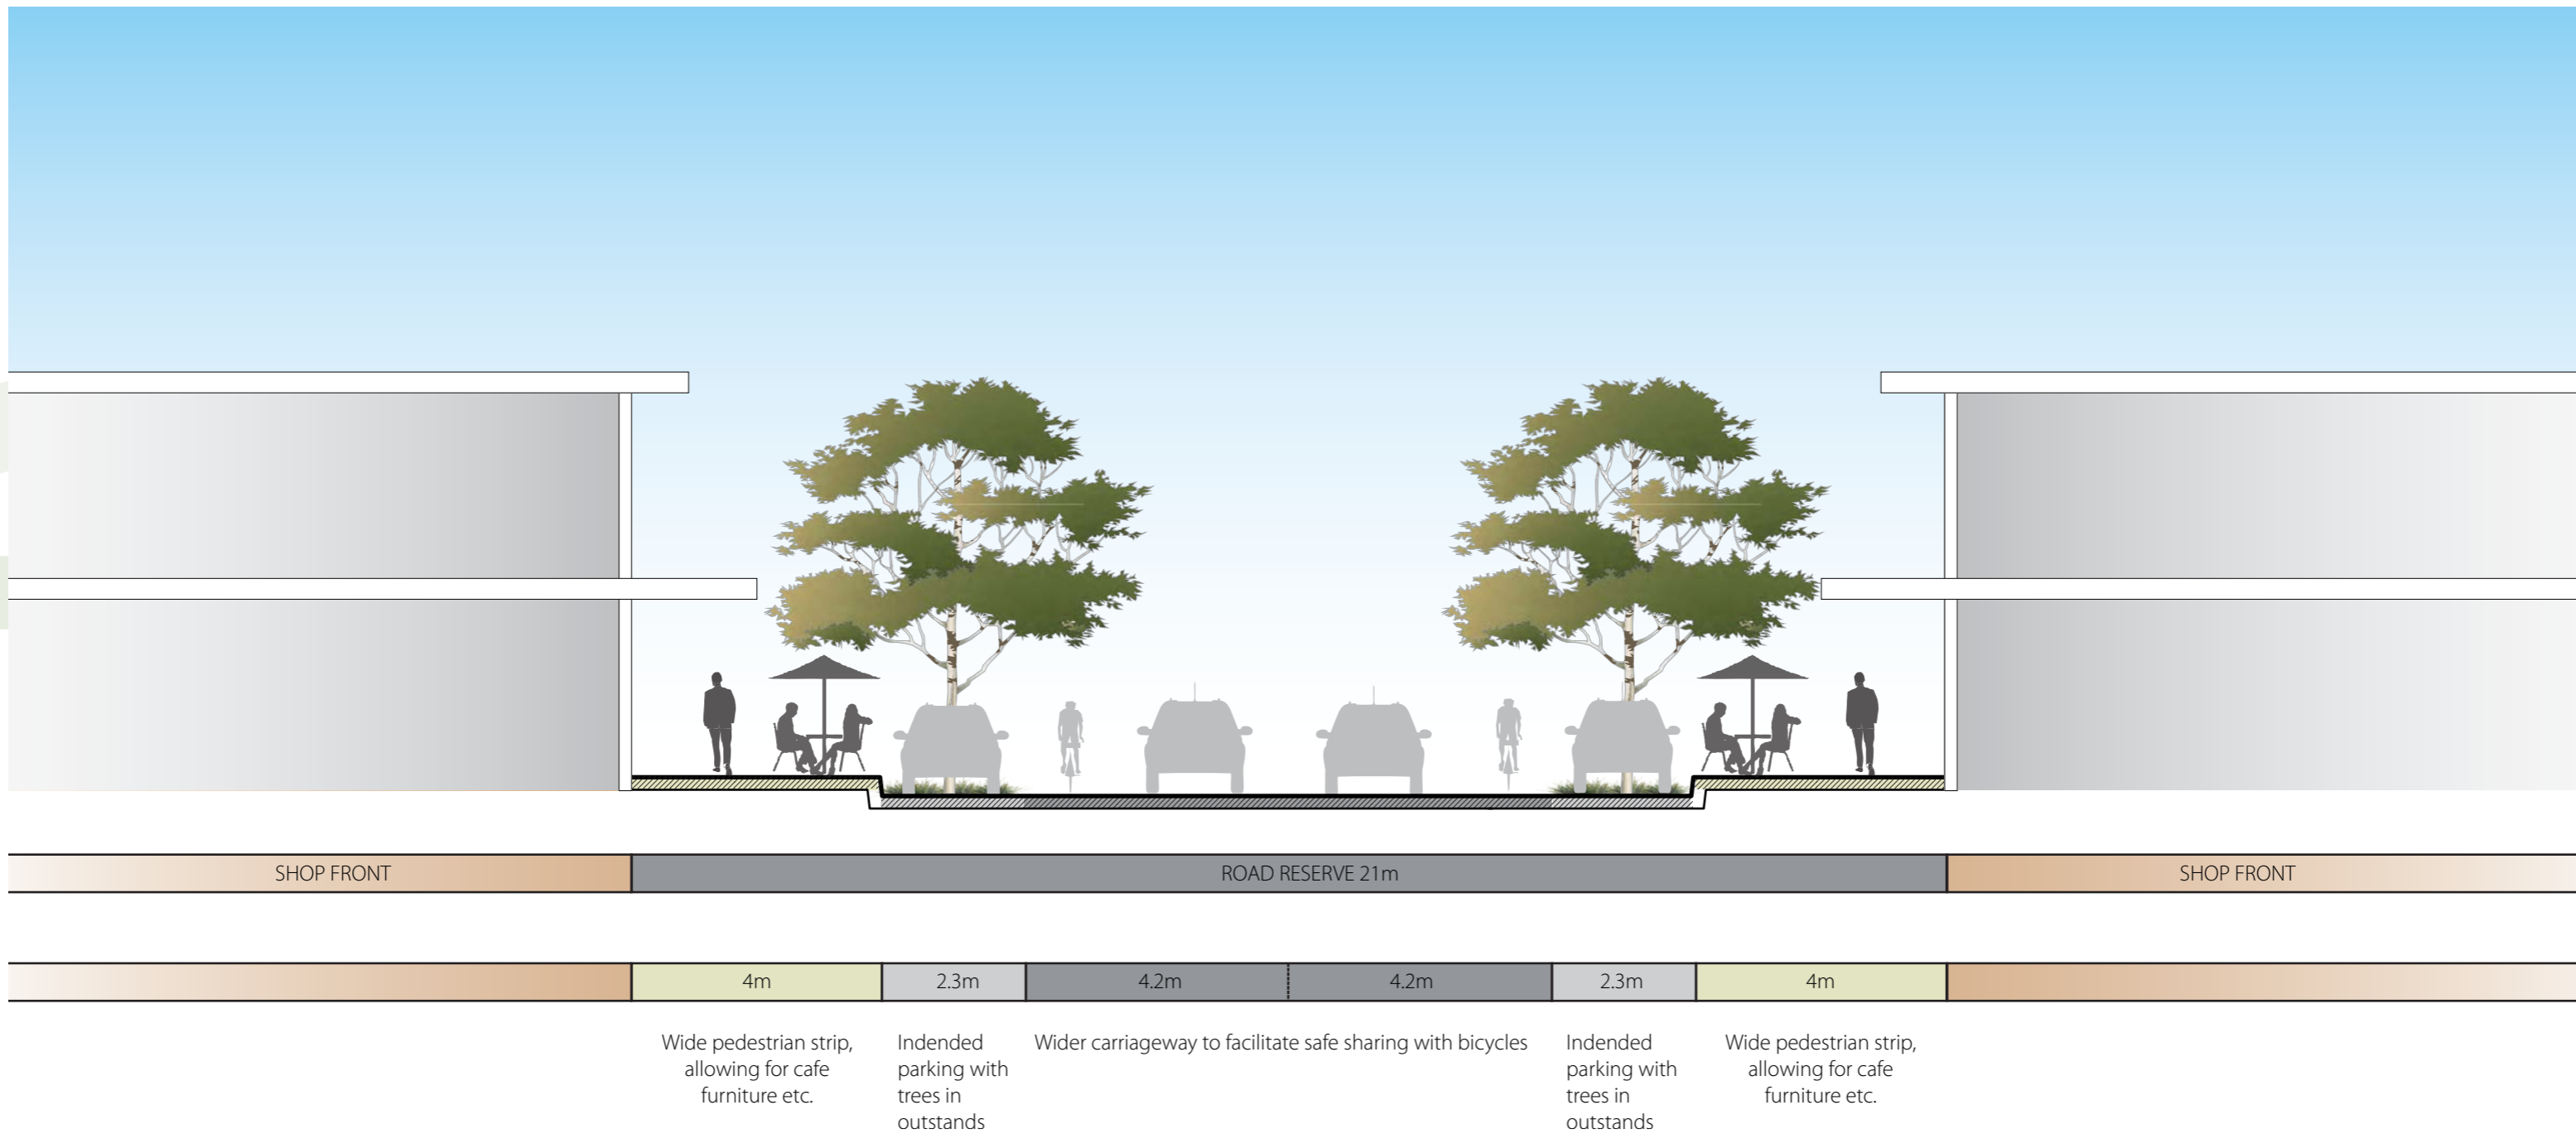 SHOP FRONT
ROAD RESERVE 21m
SHOP FRONT
4m
2.3m
4.2m
4.2m
2.3m
4m
Wide pedestrian strip,
allowing for cafe
furniture etc.
Indended
parking with
trees in
outstands
Wider carriageway to facilitate safe sharing with bicycles
Indended
parking with
trees in
outstands
Wide pedestrian strip,
allowing for cafe
furniture etc.